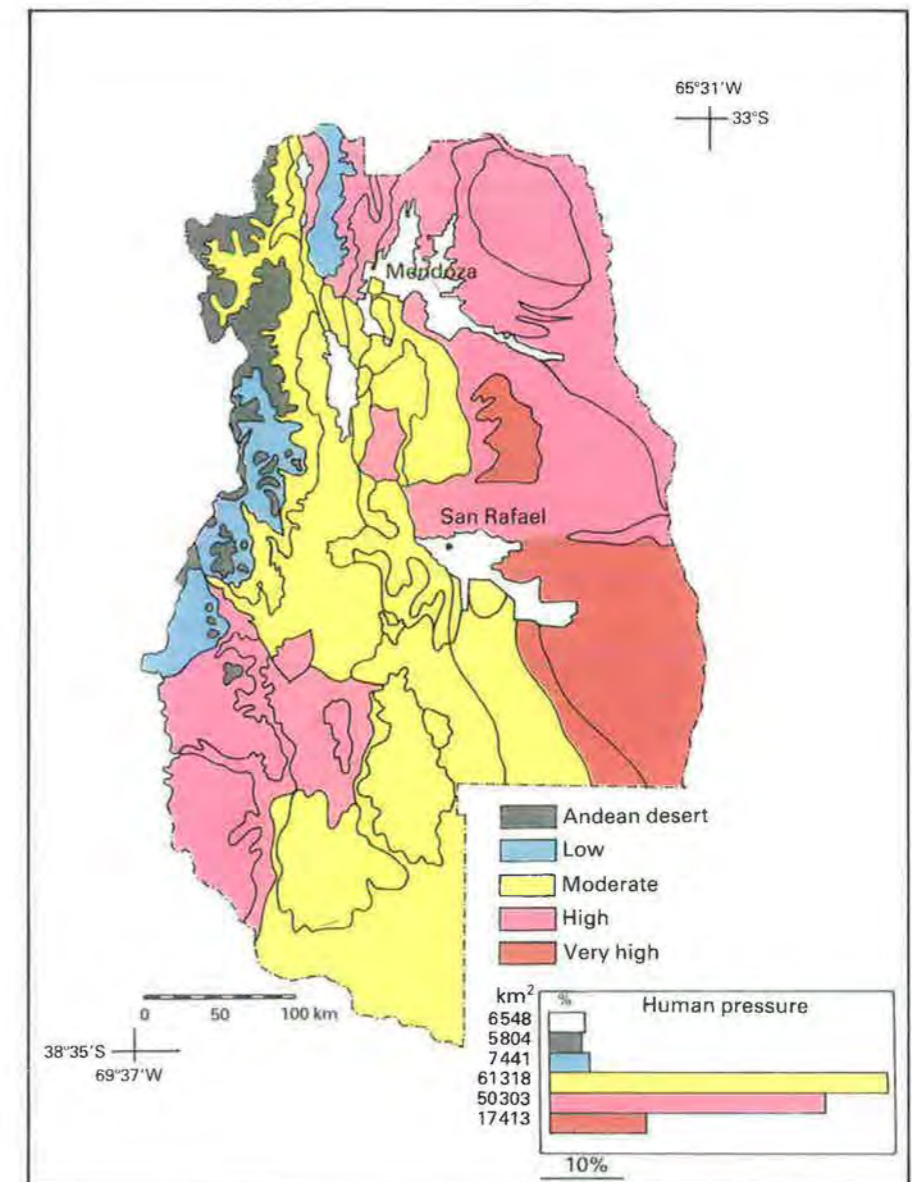 65°31'W
33°S
Mendoza
San Rafael
Andean desert
Low
Moderate
High
Very high
0 50 100 km
38°35'S
69°37'W
km² % Human pressure
6548
5804
7441
61318
50303
17413
10%